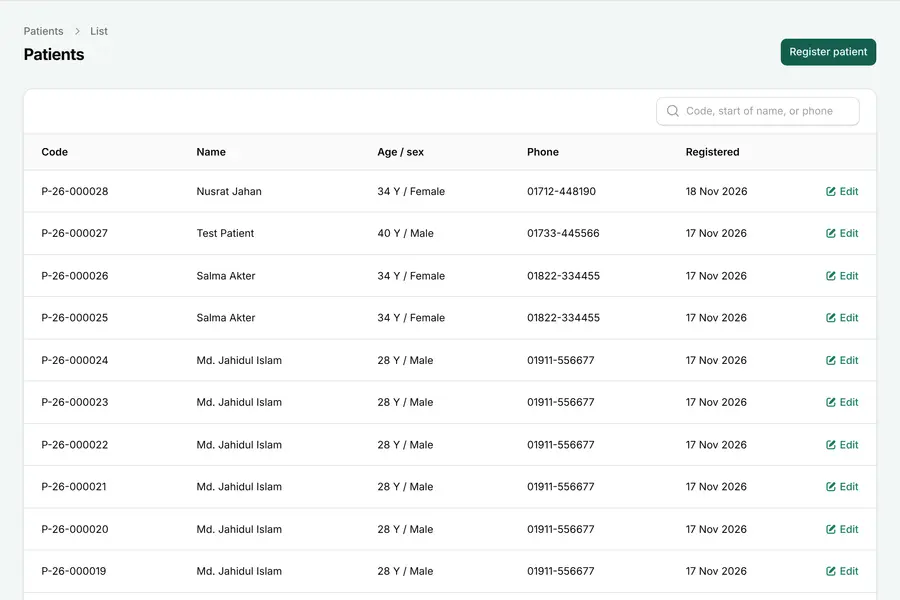 Patients > List
Patients
Register patient
Code, start of name, or phone
Code Name Age / sex Phone Registered
P-26-000028 Nusrat Jahan 34 Y / Female 01712-448190 18 Nov 2026 Edit
P-26-000027 Test Patient 40 Y / Male 01733-445566 17 Nov 2026 Edit
P-26-000026 Salma Akter 34 Y / Female 01822-334455 17 Nov 2026 Edit
P-26-000025 Salma Akter 34 Y / Female 01822-334455 17 Nov 2026 Edit
P-26-000024 Md. Jahidul Islam 28 Y / Male 01911-556677 17 Nov 2026 Edit
P-26-000023 Md. Jahidul Islam 28 Y / Male 01911-556677 17 Nov 2026 Edit
P-26-000022 Md. Jahidul Islam 28 Y / Male 01911-556677 17 Nov 2026 Edit
P-26-000021 Md. Jahidul Islam 28 Y / Male 01911-556677 17 Nov 2026 Edit
P-26-000020 Md. Jahidul Islam 28 Y / Male 01911-556677 17 Nov 2026 Edit
P-26-000019 Md. Jahidul Islam 28 Y / Male 01911-556677 17 Nov 2026 Edit